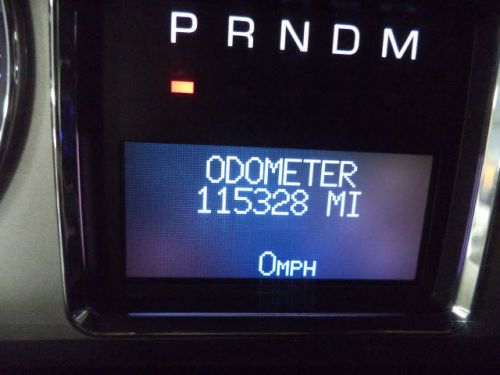 P R N D M
ODOMETER
115328 MI
0MPH